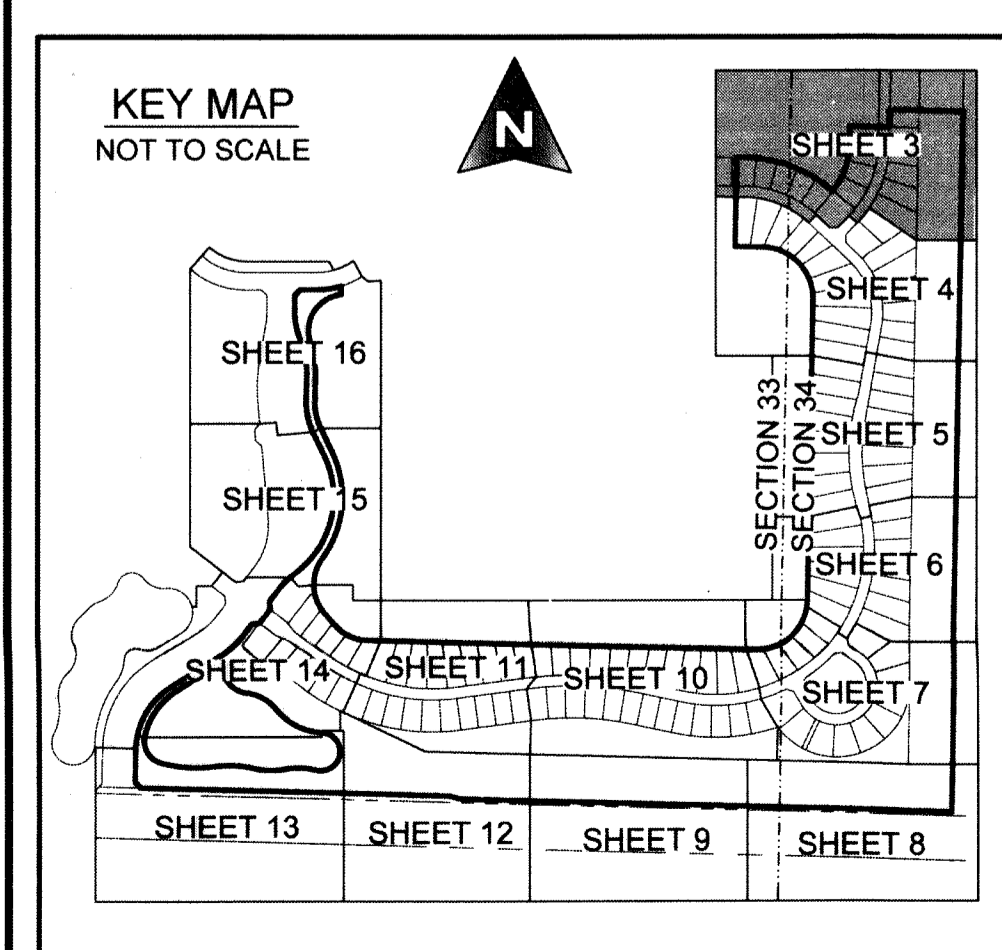 KEY MAP
NOT TO SCALE
N
SHEET 3
SHEET 4
SHEET 16
SECTION 33
SECTION 34
SHEET 5
SHEET 15
SHEET 6
SHEET 14
SHEET 11
SHEET 10
SHEET 7
SHEET 13
SHEET 12
SHEET 9
SHEET 8